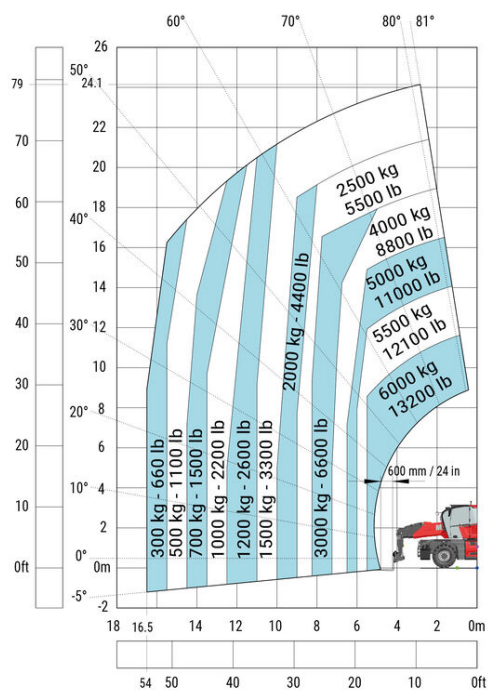 60°
70°
80°
81°
26
50°
79
24.1
70
22
20
60
18
2500 kg
5500 lb
40°
4000 kg
8800 lb
50
16
5000 kg
11000 lb
14
40
30°
12
5500 kg
12100 lb
30
10
6000 kg
13200 lb
20°
8
20
6
10°
4
600 mm / 24 in
10
2
0°
0ft
0m
-5°
-2
300 kg - 660 lb
500 kg - 1100 lb
700 kg - 1500 lb
1000 kg - 2200 lb
1200 kg - 2600 lb
1500 kg - 3300 lb
2000 kg - 4400 lb
3000 kg - 6600 lb
18
16.5
14
12
10
8
6
4
2
0m
54
50
40
30
20
10
0ft